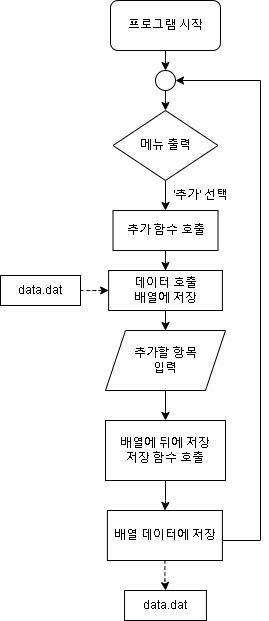 프로그램 시작
메뉴 출력
'추가' 선택
추가 함수 호출
data.dat
데이터 호출
배열에 저장
추가할 항목
입력
배열에 뒤에 저장
저장 함수 호출
배열 데이터에 저장
data.dat